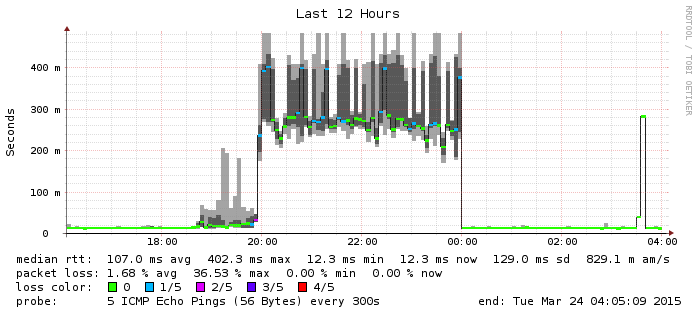 Last 12 Hours
RRDTOOL / TOBI OETIKER
Seconds
400 m
300 m
200 m
100 m
0
18:00 20:00 22:00 00:00 02:00 04:00
median rtt: 107.0 ms avg 402.3 ms max 12.3 ms min 12.3 ms now 129.0 ms sd 829.1 m am/s
packet loss: 1.68 % avg 36.53 % max 0.00 % min 0.00 % now
loss color: 0 1/5 2/5 3/5 4/5
probe: 5 ICMP Echo Pings (56 Bytes) every 300s end: Tue Mar 24 04:05:09 2015